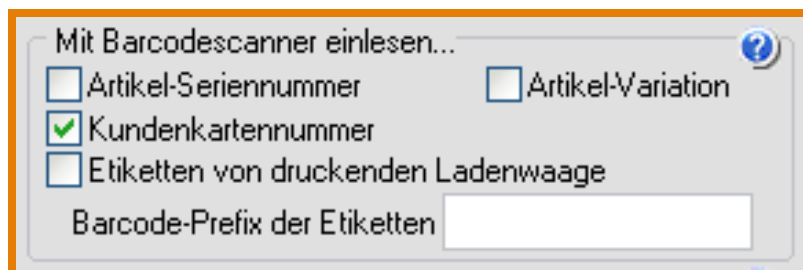 Mit Barcodescanner einlesen...
Artikel-Seriennummer Artikel-Variation
Kundenkartennummer
Etiketten von druckenden Ladenwaage
Barcode-Prefix der Etiketten